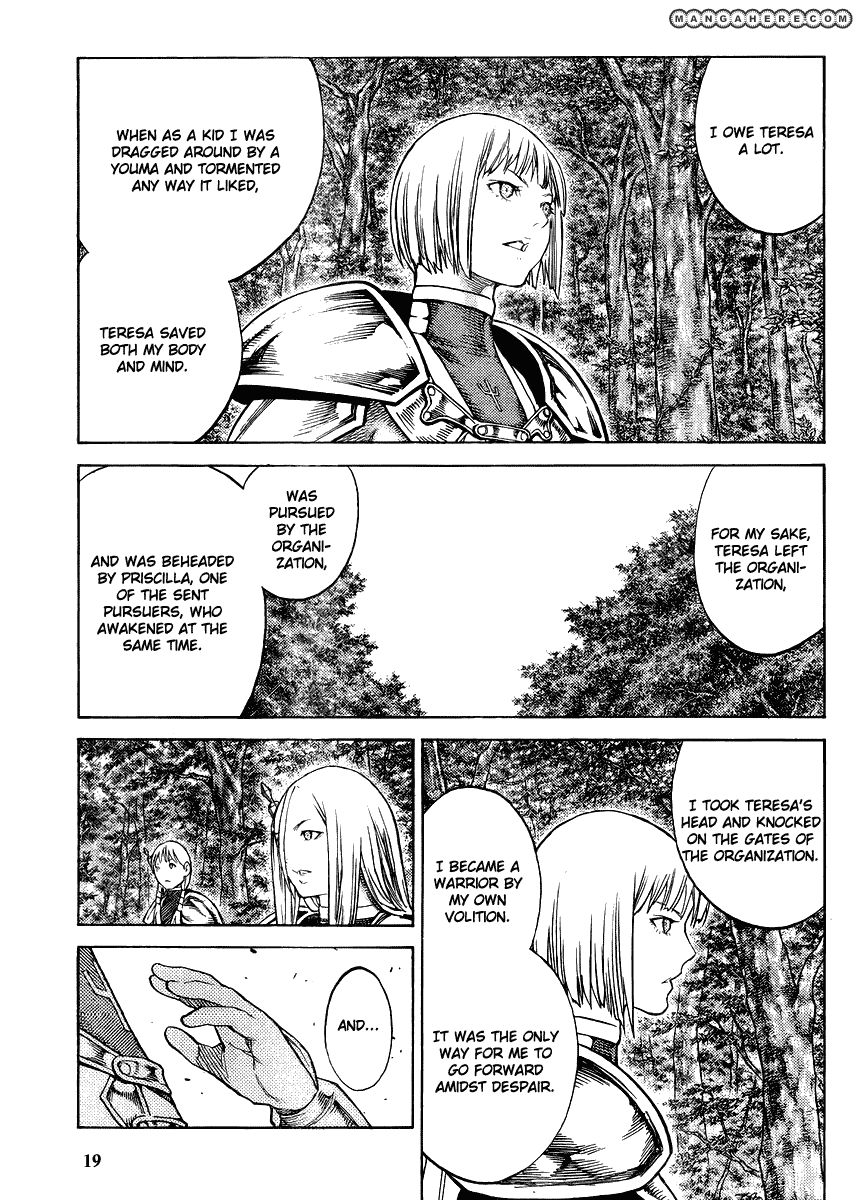 MANGAHERE.COM
I OWE TERESA
A LOT.
WHEN AS A KID I WAS
DRAGGED AROUND BY A
YOUMA AND TORMENTED
ANY WAY IT LIKED,
TERESA SAVED
BOTH MY BODY
AND MIND.
FOR MY SAKE,
TERESA LEFT
THE ORGANI-
ZATION,
WAS
PURSUED
BY THE
ORGANI-
ZATION,
AND WAS BEHEADED
BY PRISCILLA, ONE
OF THE SENT
PURSUERS, WHO
AWAKENED AT THE
SAME TIME.
I TOOK TERESA'S
HEAD AND KNOCKED
ON THE GATES OF
THE ORGANIZATION.
I BECAME A
WARRIOR BY
MY OWN
VOLITION.
IT WAS THE ONLY
WAY FOR ME TO
GO FORWARD
AMIDST DESPAIR.
AND...
19